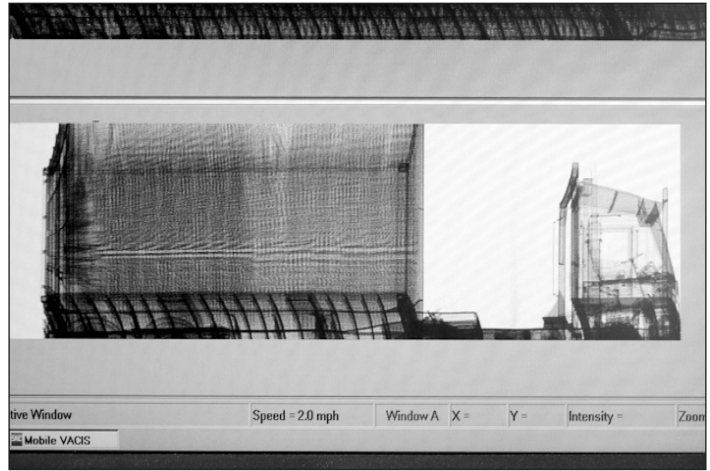 tive Window Speed = 2.0 mph Window A X = Y = Intensity = Zoom
Mobile VACIS